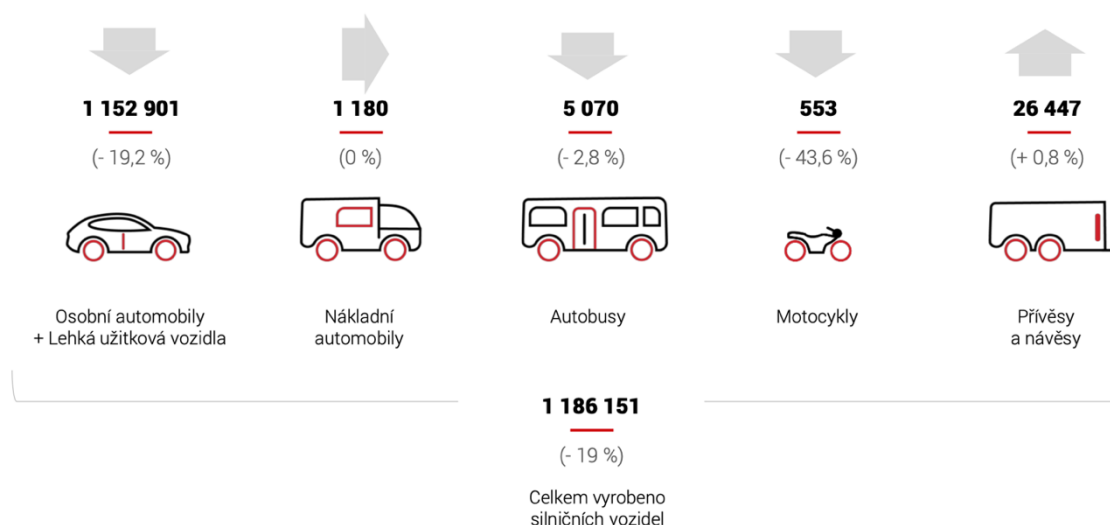 1 152 901
(- 19,2 %)
Osobní automobily
+ Lehká užitková vozidla
1 180
(0 %)
Nákladní
automobily
5 070
(- 2,8 %)
Autobusy
553
(- 43,6 %)
Motocykly
26 447
(+ 0,8 %)
Přívěsy
a návěsy
1 186 151
(- 19 %)
Celkem vyrobeno
silničních vozidel